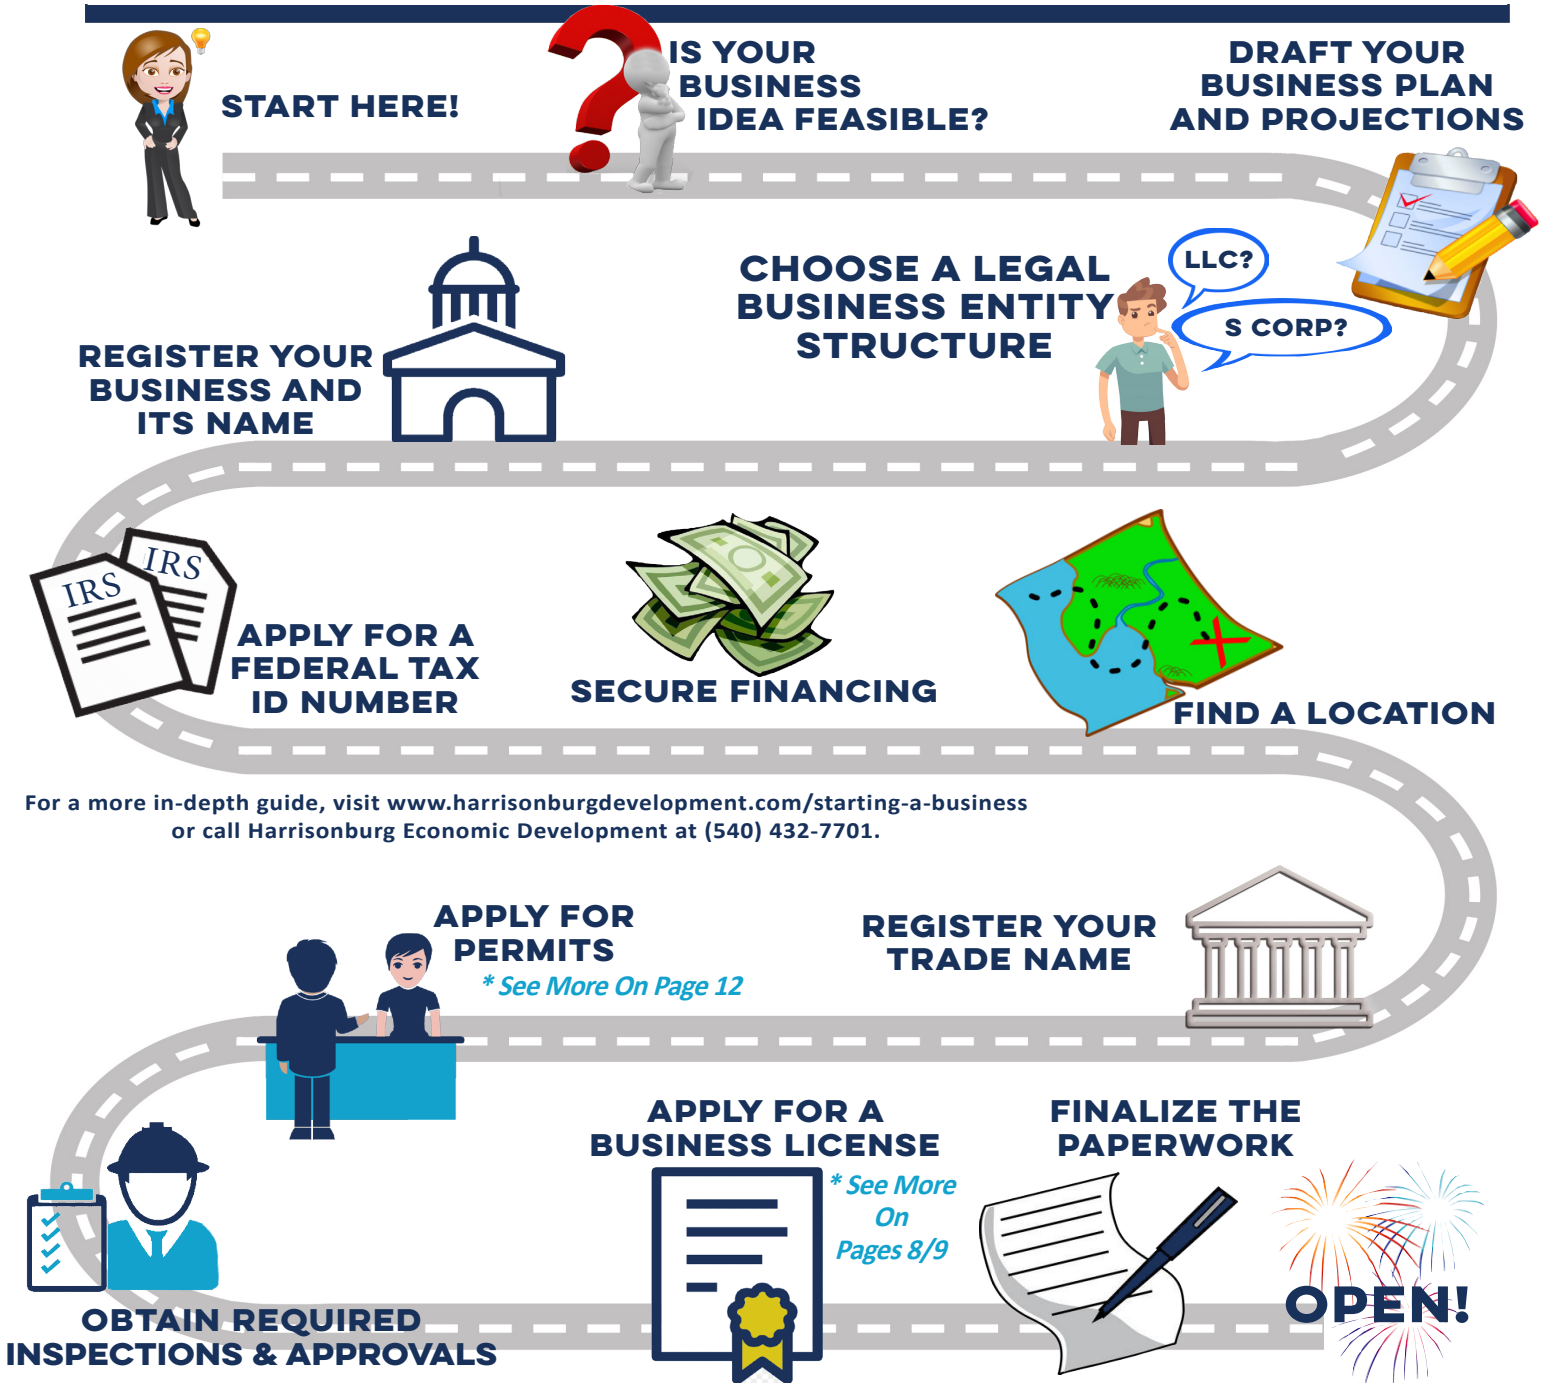 START HERE!
IS YOUR
BUSINESS
IDEA FEASIBLE?
DRAFT YOUR
BUSINESS PLAN
AND PROJECTIONS
CHOOSE A LEGAL
BUSINESS ENTITY
STRUCTURE
LLC?
S CORP?
REGISTER YOUR
BUSINESS AND
ITS NAME
IRS
IRS
APPLY FOR A
FEDERAL TAX
ID NUMBER
SECURE FINANCING
FIND A LOCATION
For a more in-depth guide, visit www.harrisonburgdevelopment.com/starting-a-business
or call Harrisonburg Economic Development at (540) 432-7701.
REGISTER YOUR
TRADE NAME
APPLY FOR
PERMITS
* See More On Page 12
OBTAIN REQUIRED
INSPECTIONS & APPROVALS
APPLY FOR A
BUSINESS LICENSE
* See More
On
Pages 8/9
FINALIZE THE
PAPERWORK
OPEN!